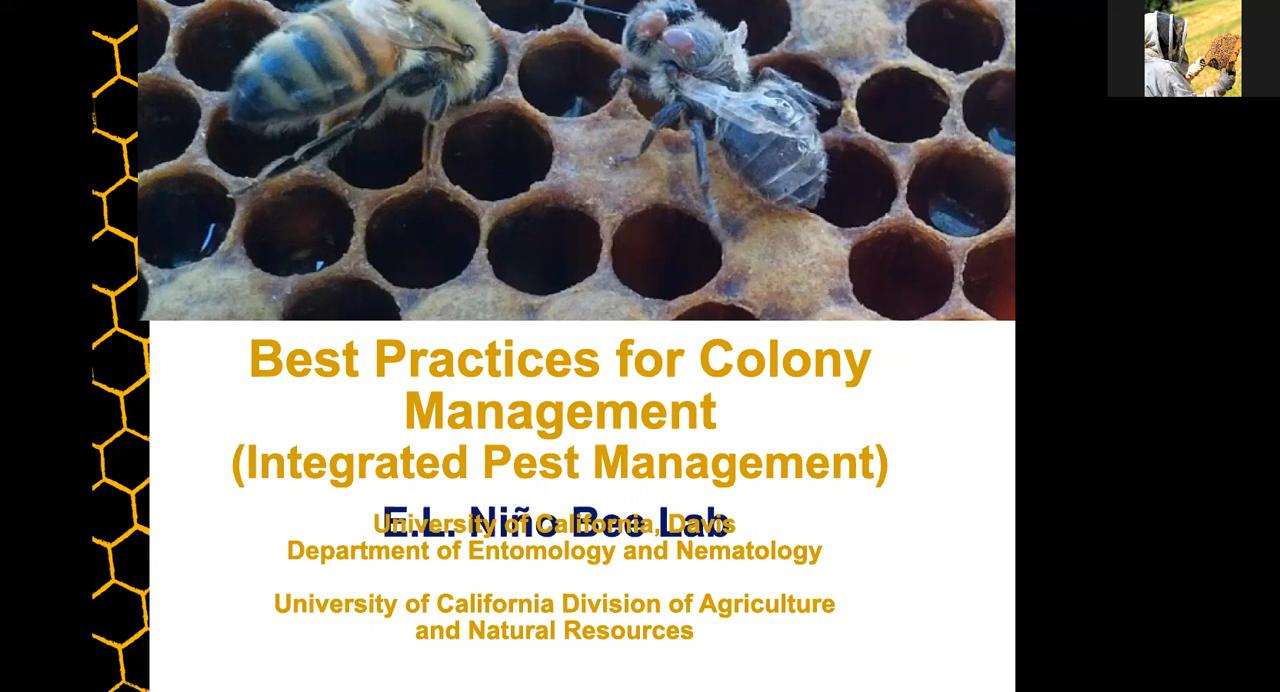 Best Practices for Colony
Management
(Integrated Pest Management)
E.L. Niño Bee Lab
University of California, Davis
Department of Entomology and Nematology
University of California Division of Agriculture
and Natural Resources